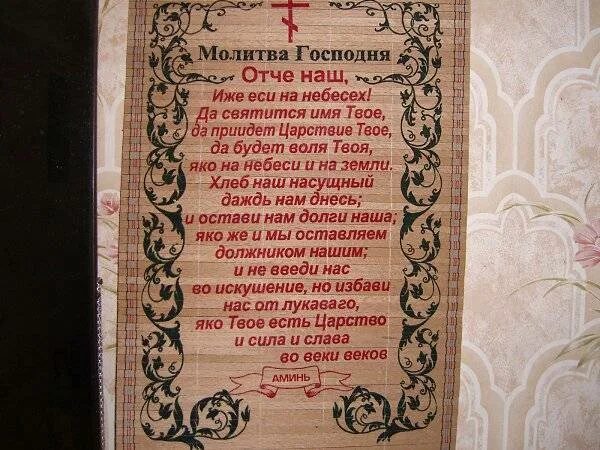 Молитва Господня
Отче наш,
Иже еси на небесех!
Да святится имя Твое,
да приидет Царствие Твое,
да будет воля Твоя,
яко на небеси и на земли.
Хлеб наш насущный
даждь нам днесь;
и остави нам долги наша;
яко же и мы оставляем
должником нашим;
и не введи нас
во искушение, но избави
нас от лукаваго,
яко Твое есть Царство
и сила и слава
во веки веков
АМИНЬ